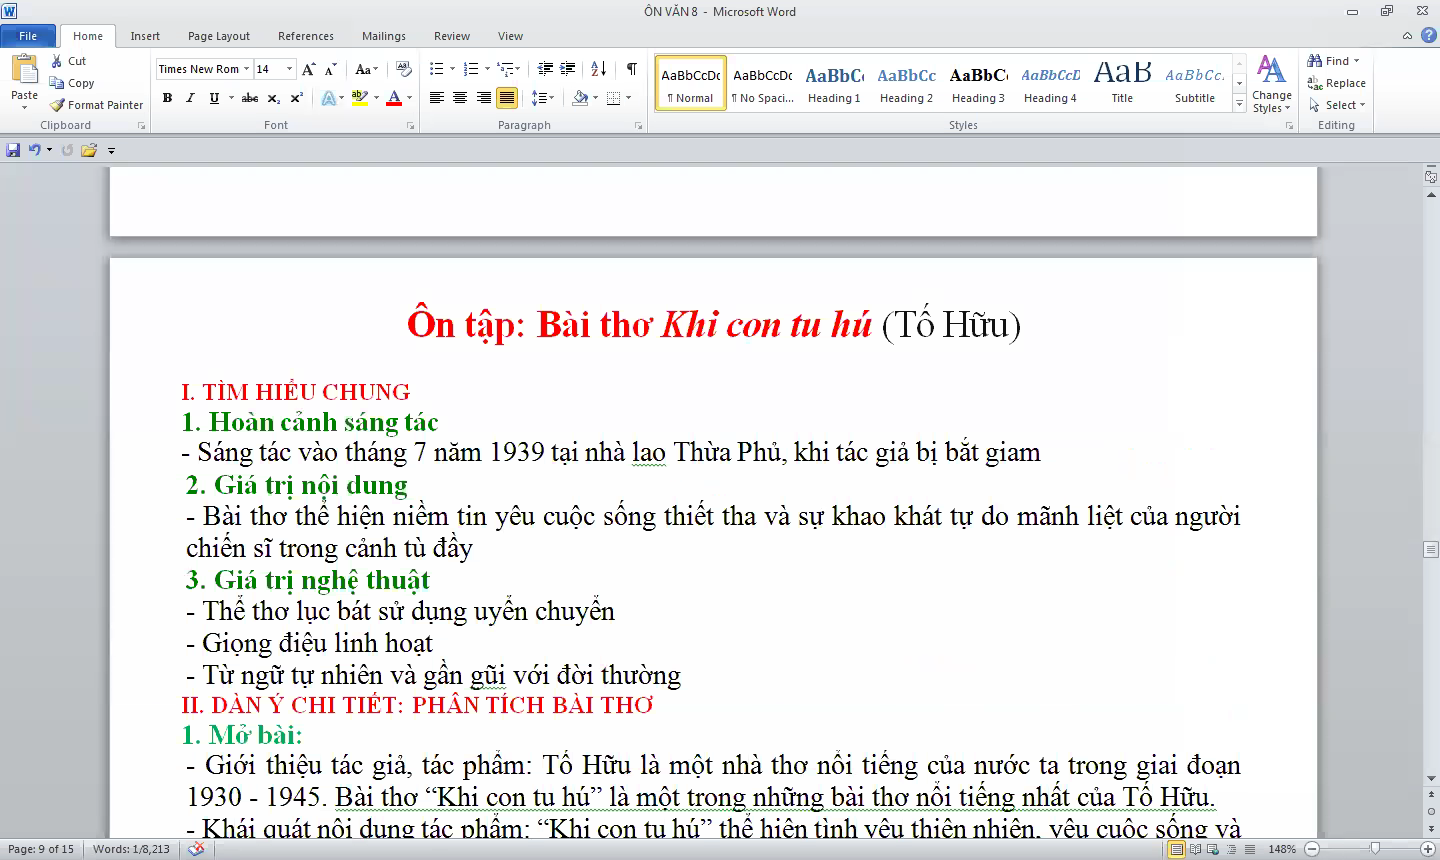 ÔN VĂN 8 - Microsoft Word
File Home Insert Page Layout References Mailings Review View
Paste
Cut
Copy
Format Painter
Clipboard
Times New Rom 14
Font
Paragraph
AaBbCcDc AaBbCcDc AaBbCc AaBbCc AaBbCc AaBbCcD AaB AaBbCc.
¶ Normal ¶ No Spaci... Heading 1 Heading 2 Heading 3 Heading 4 Title Subtitle
Change Styles
Styles
Find
Replace
Select
Editing
Ôn tập: Bài thơ Khi con tu hú (Tố Hữu)
I. TÌM HIỂU CHUNG
1. Hoàn cảnh sáng tác
- Sáng tác vào tháng 7 năm 1939 tại nhà lao Thừa Phủ, khi tác giả bị bắt giam
2. Giá trị nội dung
- Bài thơ thể hiện niềm tin yêu cuộc sống thiết tha và sự khao khát tự do mãnh liệt của người
chiến sĩ trong cảnh tù đầy
3. Giá trị nghệ thuật
- Thể thơ lục bát sử dụng uyển chuyển
- Giọng điệu linh hoạt
- Từ ngữ tự nhiên và gần gũi với đời thường
II. DÀN Ý CHI TIẾT: PHÂN TÍCH BÀI THƠ
1. Mở bài:
- Giới thiệu tác giả, tác phẩm: Tố Hữu là một nhà thơ nổi tiếng của nước ta trong giai đoạn
1930 - 1945. Bài thơ “Khi con tu hú” là một trong những bài thơ nổi tiếng nhất của Tố Hữu.
- Khái quát nội dung tác phẩm: “Khi con tu hú” thể hiện tình yêu thiên nhiên, yêu cuộc sống và
Page: 9 of 15 Words: 1/8,213 148%